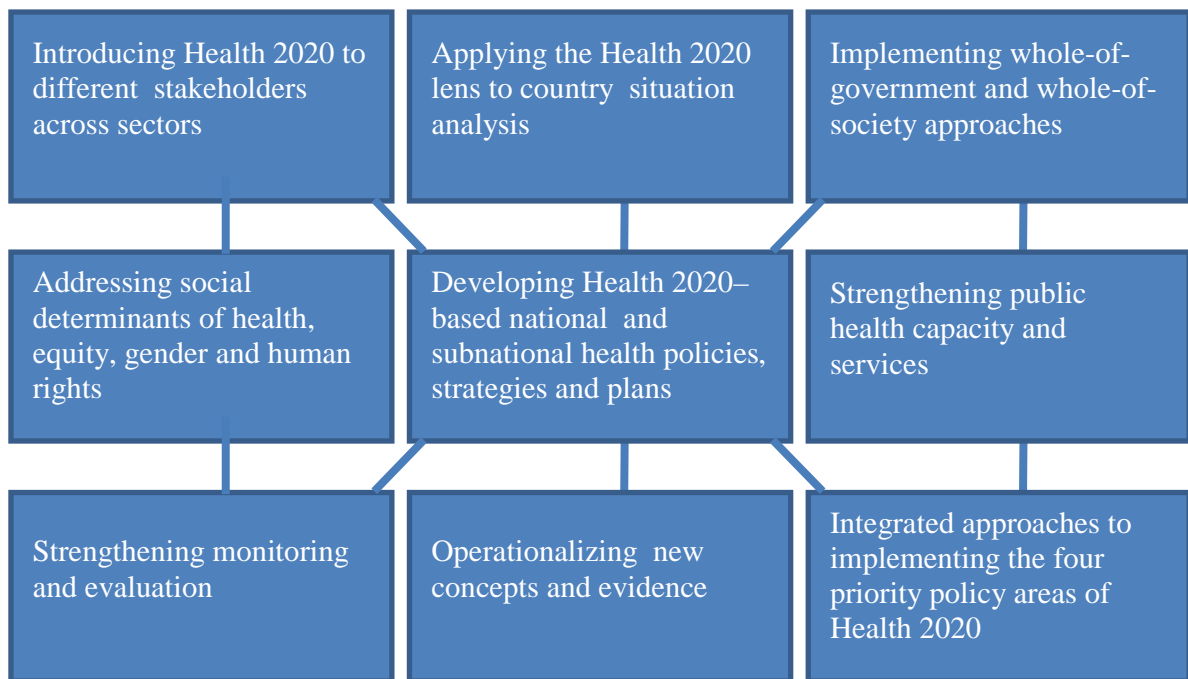 Introducing Health 2020 to
different stakeholders
across sectors
Applying the Health 2020
lens to country situation
analysis
Implementing whole-of-
government and whole-of-
society approaches
Addressing social
determinants of health,
equity, gender and human
rights
Developing Health 2020–
based national and
subnational health policies,
strategies and plans
Strengthening public
health capacity and
services
Strengthening monitoring
and evaluation
Operationalizing new
concepts and evidence
Integrated approaches to
implementing the four
priority policy areas of
Health 2020